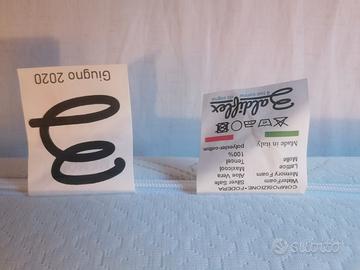 Giugno 2020
Baldiflex
Made in italy
COMPOSIZIONE • FODERA
WaterFoam
Memory Foam
Lattice
Molle
Silver Safe
Aloe Vera
Maxicool
Tencel
polyester-cotton
100%
subito